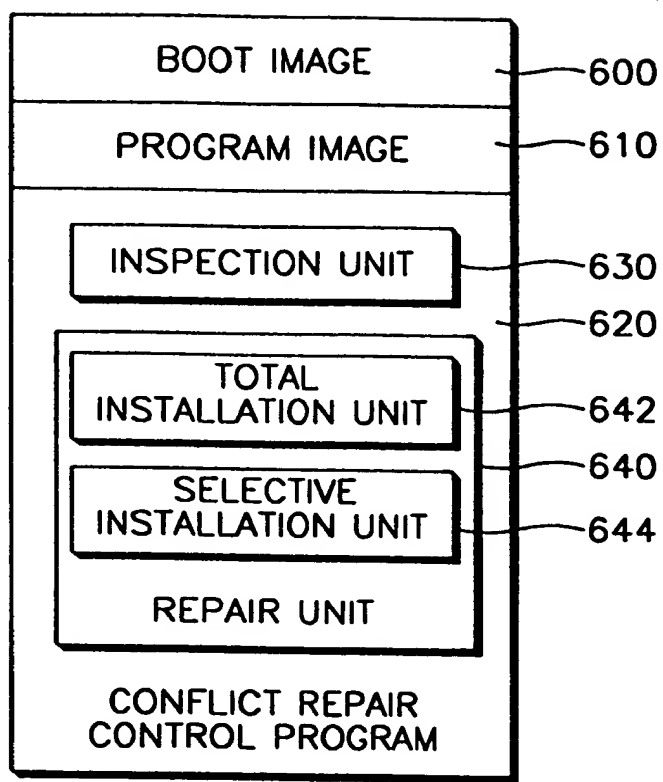 BOOT IMAGE
600
PROGRAM IMAGE
610
INSPECTION UNIT
630
620
TOTAL
INSTALLATION UNIT
642
640
SELECTIVE
INSTALLATION UNIT
644
REPAIR UNIT
CONFLICT REPAIR
CONTROL PROGRAM